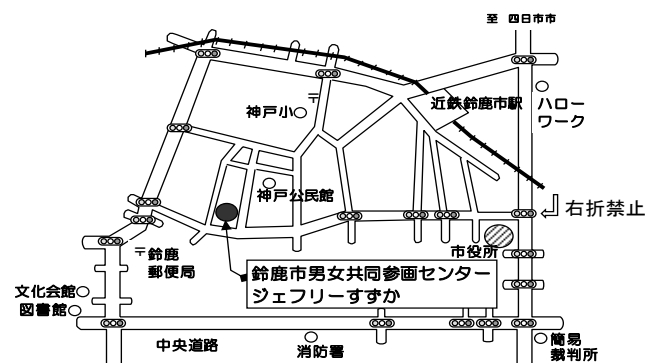 至 四日市市
近鉄鈴鹿市駅
ハロー
ワーク
〒
神戸小
神戸公民館
右折禁止
市役所
〒鈴鹿
郵便局
鈴鹿市男女共同参画センター
ジェフリーすずか
文化会館
図書館
中央道路
消防署
簡易
裁判所